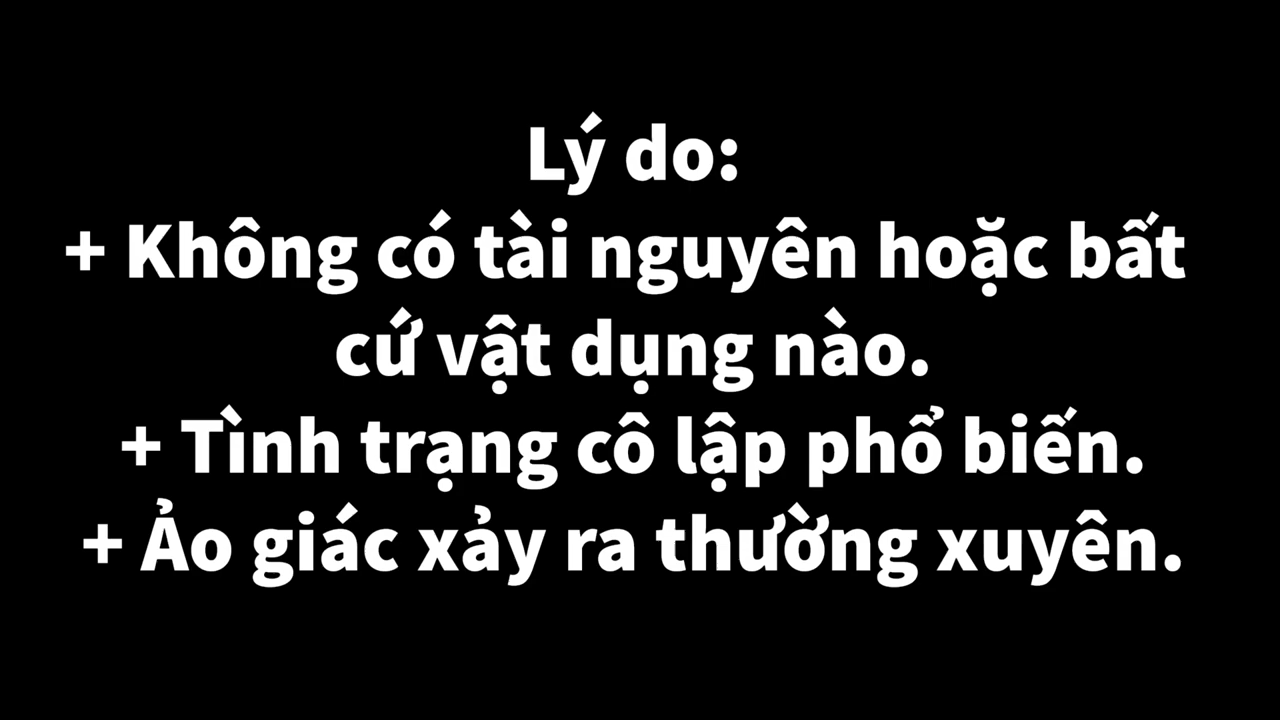 Lý do:
+ Không có tài nguyên hoặc bất
cứ vật dụng nào.
+ Tình trạng cô lập phổ biến.
+ Ảo giác xảy ra thường xuyên.